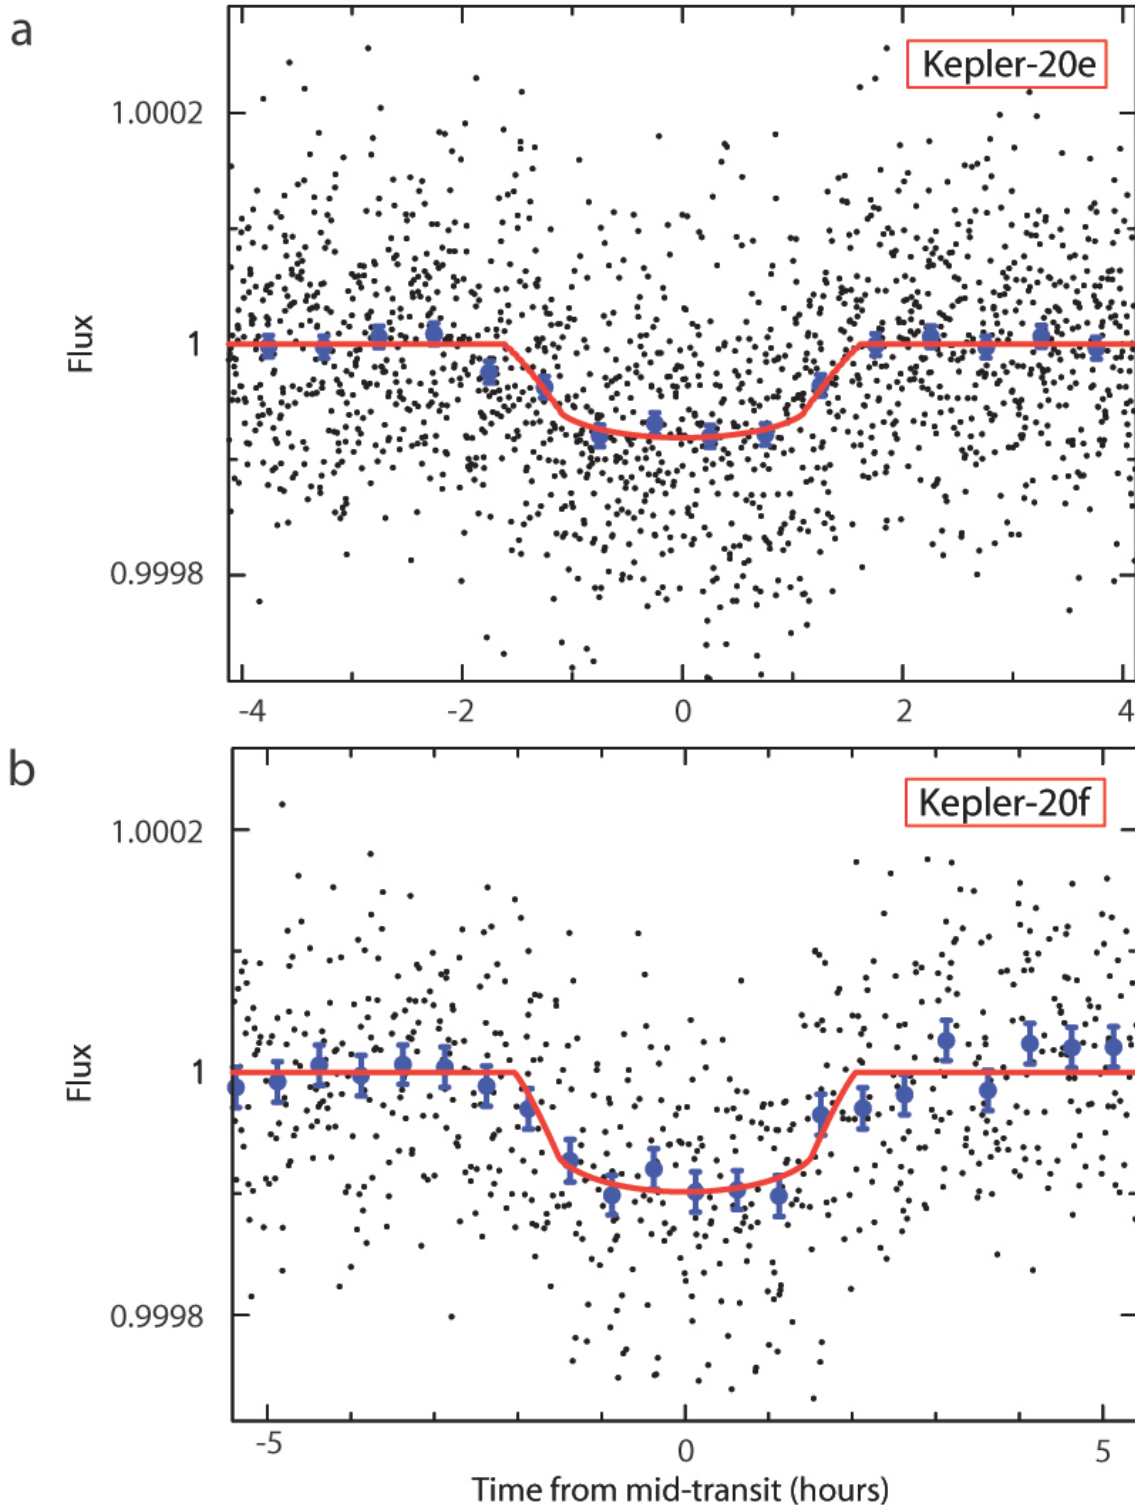 a
Kepler-20e
1.0002
1
0.9998
Flux
-4 -2 0 2 4
b
Kepler-20f
1.0002
1
0.9998
Flux
-5 0 5
Time from mid-transit (hours)